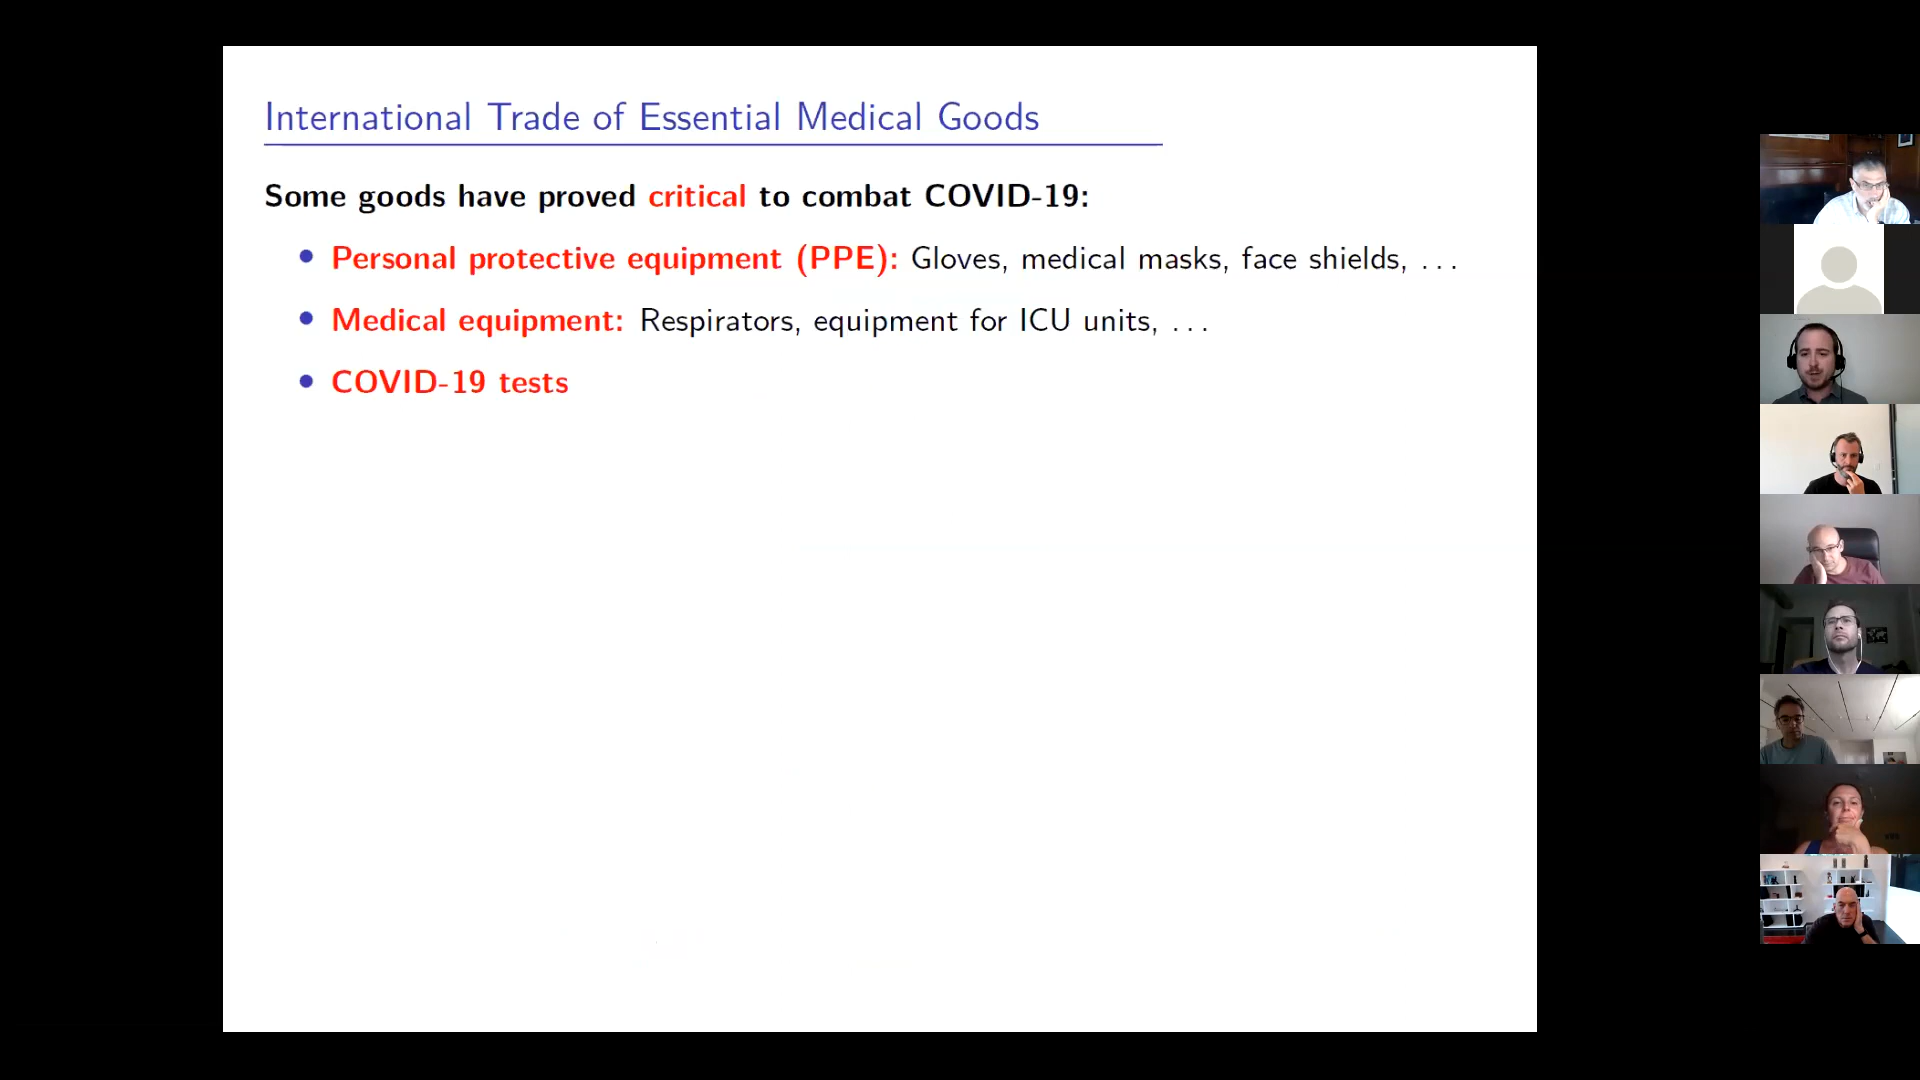 International Trade of Essential Medical Goods
Some goods have proved critical to combat COVID-19:
• Personal protective equipment (PPE): Gloves, medical masks, face shields, ...
• Medical equipment: Respirators, equipment for ICU units, ...
• COVID-19 tests